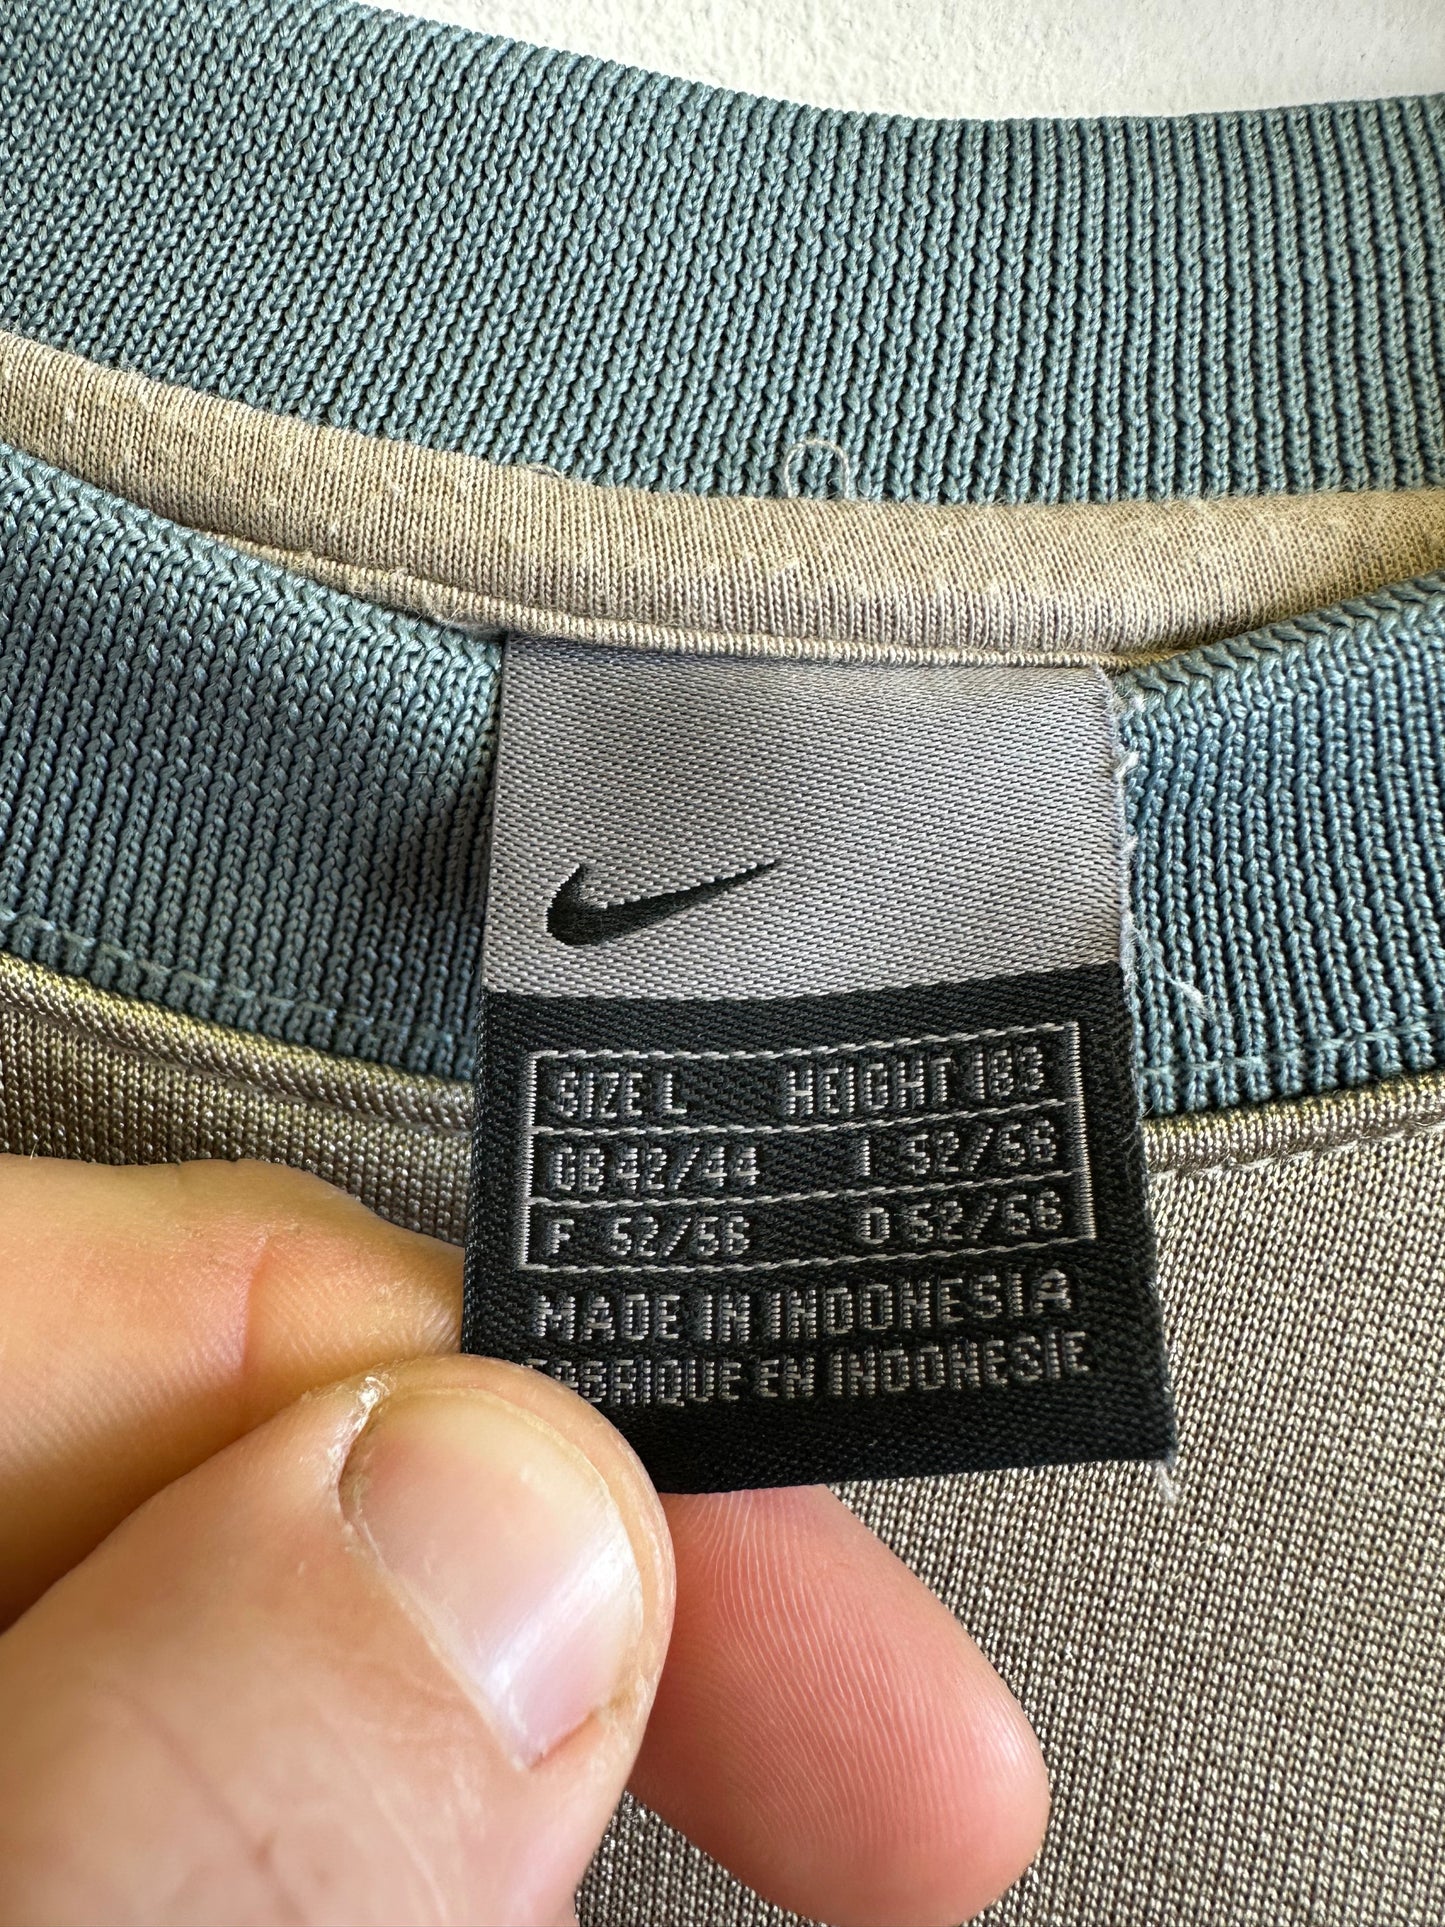 SIZE L HEIGHT 183
GB 42/44 I 52/56
F 52/56 D 52/56
MADE IN INDONESIA
FABRIQUE EN INDONESIE